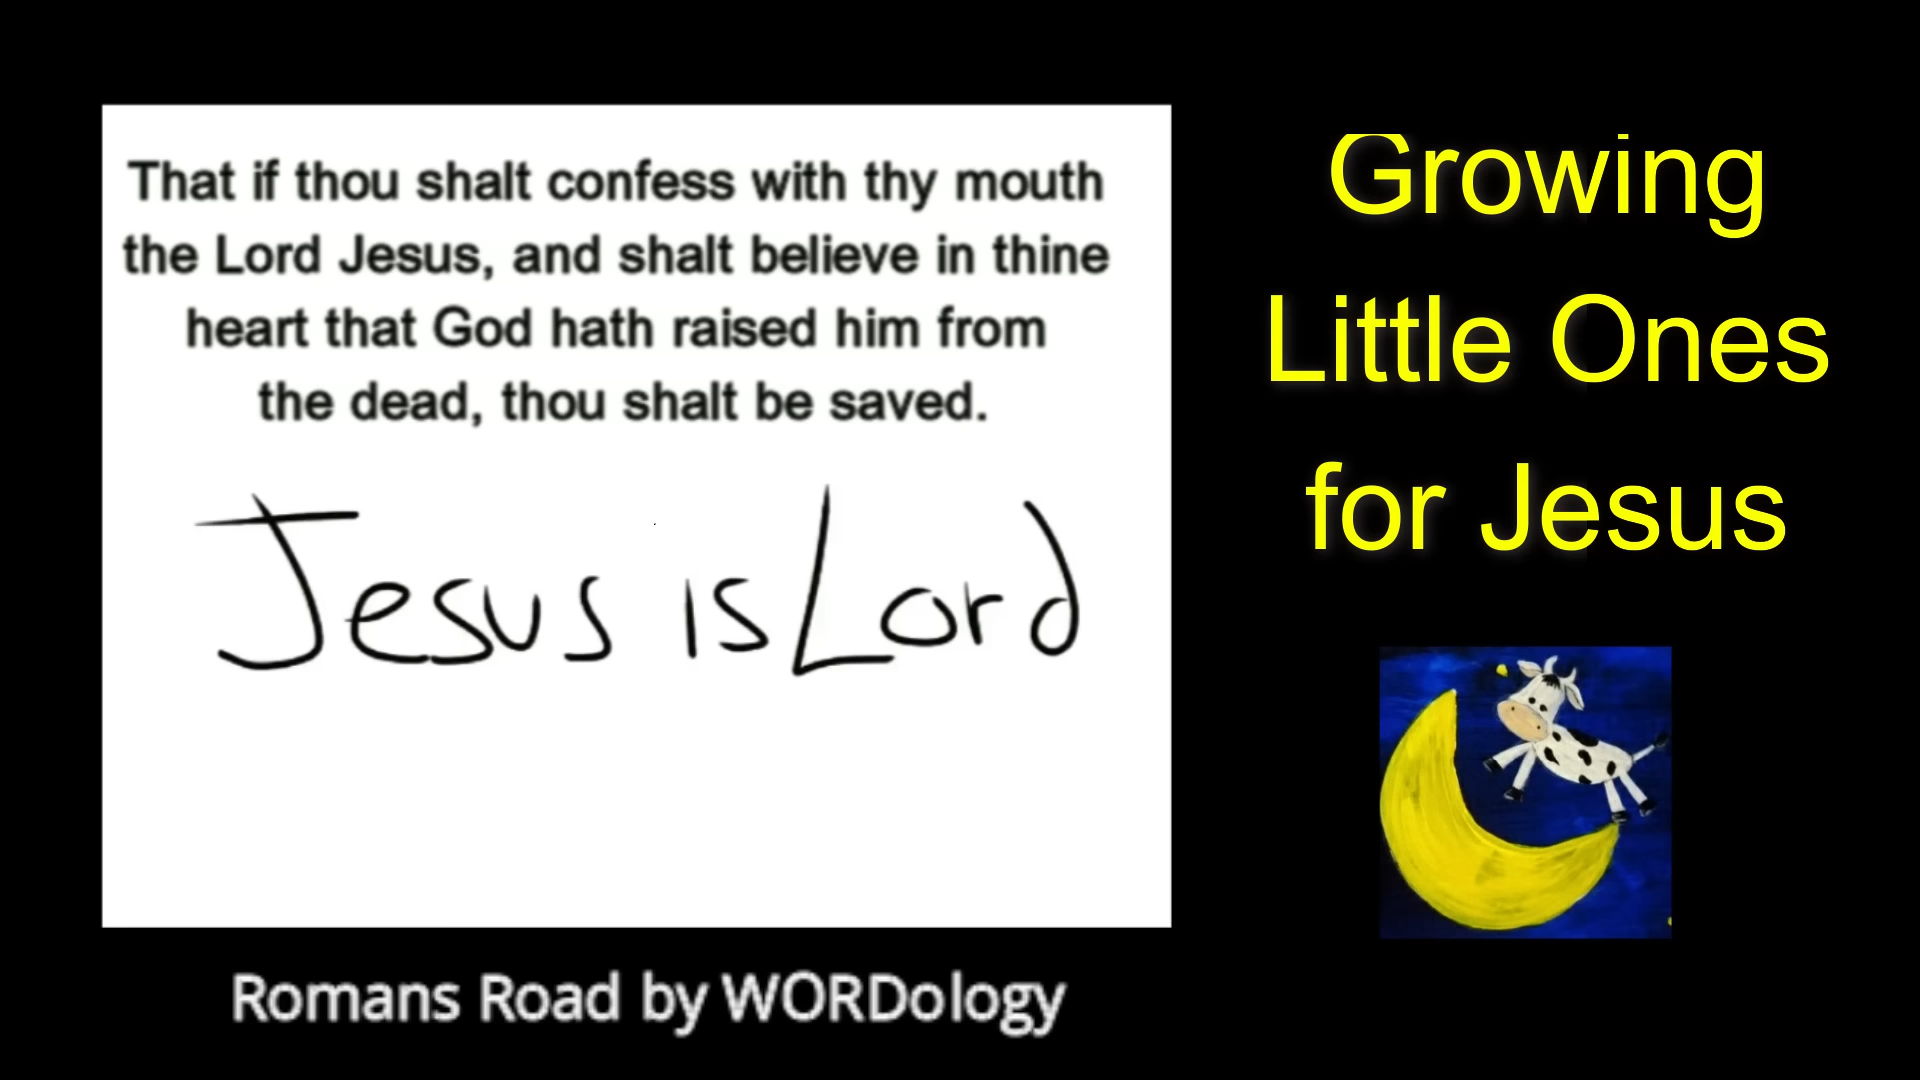 That if thou shalt confess with thy mouth
the Lord Jesus, and shalt believe in thine
heart that God hath raised him from
the dead, thou shalt be saved.
Jesus is Lord
Romans Road by WORDology
Growing
Little Ones
for Jesus